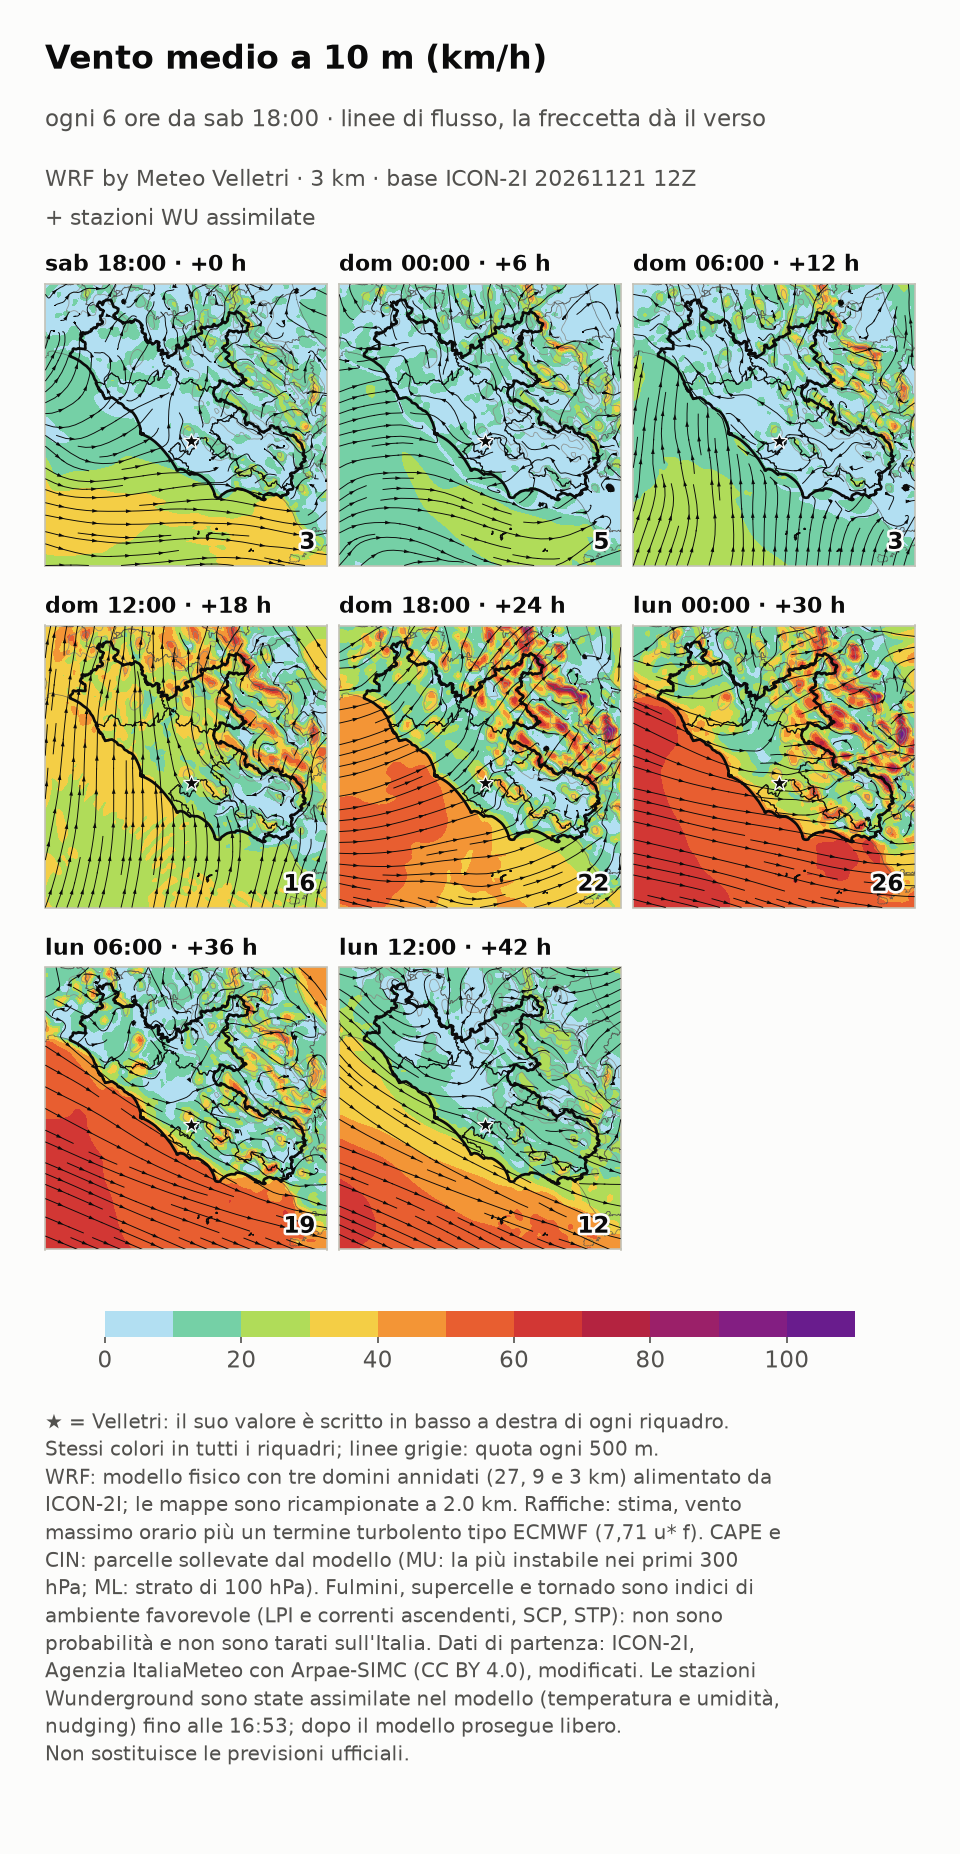 Vento medio a 10 m (km/h)
ogni 6 ore da sab 18:00 · linee di flusso, la freccetta dà il verso
WRF by Meteo Velletri · 3 km · base ICON-2I 20261121 12Z
+ stazioni WU assimilate
sab 18:00 · +0 h
dom 00:00 · +6 h
dom 06:00 · +12 h
3
5
3
dom 12:00 · +18 h
dom 18:00 · +24 h
lun 00:00 · +30 h
16
22
26
lun 06:00 · +36 h
lun 12:00 · +42 h
19
12
0 20 40 60 80 100
★ = Velletri: il suo valore è scritto in basso a destra di ogni riquadro.
Stessi colori in tutti i riquadri; linee grigie: quota ogni 500 m.
WRF: modello fisico con tre domini annidati (27, 9 e 3 km) alimentato da
ICON-2I; le mappe sono ricampionate a 2.0 km. Raffiche: stima, vento
massimo orario più un termine turbolento tipo ECMWF (7,71 u* f). CAPE e
CIN: parcelle sollevate dal modello (MU: la più instabile nei primi 300
hPa; ML: strato di 100 hPa). Fulmini, supercelle e tornado sono indici di
ambiente favorevole (LPI e correnti ascendenti, SCP, STP): non sono
probabilità e non sono tarati sull'Italia. Dati di partenza: ICON-2I,
Agenzia ItaliaMeteo con Arpae-SIMC (CC BY 4.0), modificati. Le stazioni
Wunderground sono state assimilate nel modello (temperatura e umidità,
nudging) fino alle 16:53; dopo il modello prosegue libero.
Non sostituisce le previsioni ufficiali.